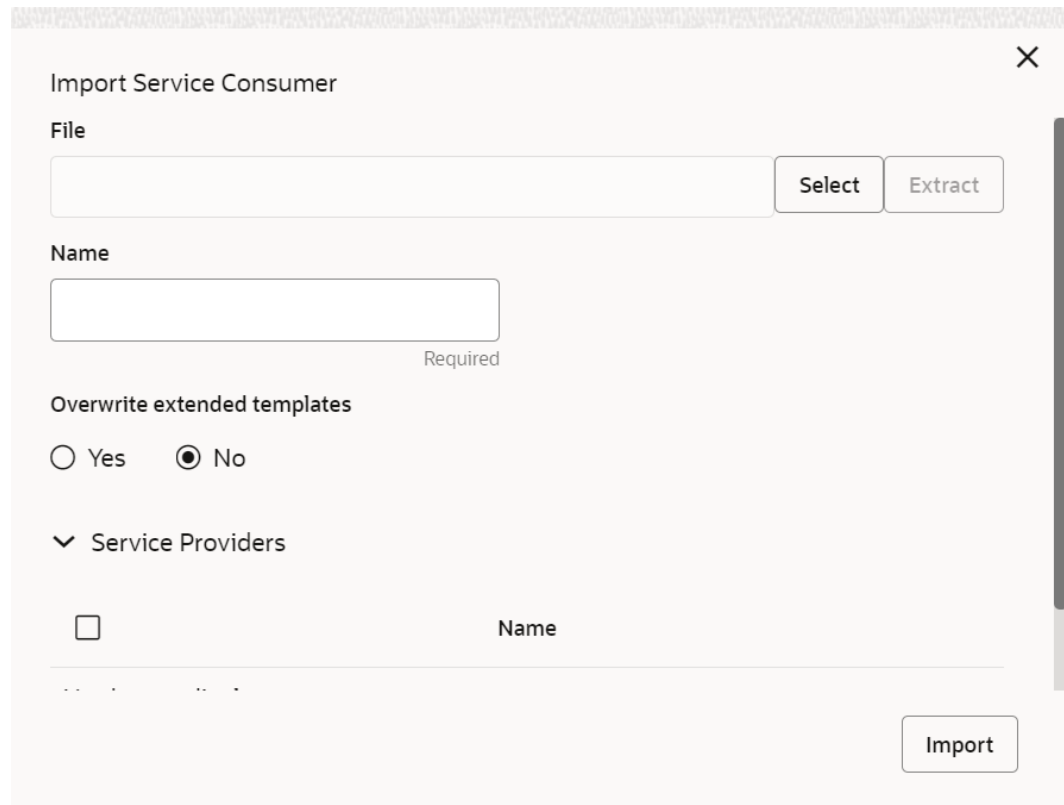 Import Service Consumer
File
Select Extract
Name
Required
Overwrite extended templates
Yes No
Service Providers
Name
Import